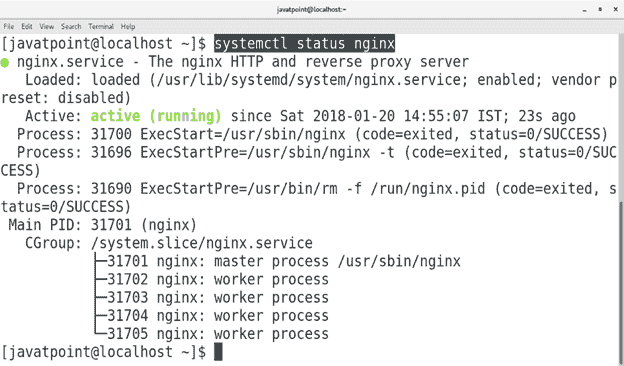 javatpoint@localhost:~
File Edit View Search Terminal Help
[javatpoint@localhost ~]$ systemctl status nginx
● nginx.service - The nginx HTTP and reverse proxy server
   Loaded: loaded (/usr/lib/systemd/system/nginx.service; enabled; vendor p
reset: disabled)
   Active: active (running) since Sat 2018-01-20 14:55:07 IST; 23s ago
  Process: 31700 ExecStart=/usr/sbin/nginx (code=exited, status=0/SUCCESS)
  Process: 31696 ExecStartPre=/usr/sbin/nginx -t (code=exited, status=0/SUC
CESS)
  Process: 31690 ExecStartPre=/usr/bin/rm -f /run/nginx.pid (code=exited, s
tatus=0/SUCCESS)
 Main PID: 31701 (nginx)
   CGroup: /system.slice/nginx.service
           ├─31701 nginx: master process /usr/sbin/nginx
           ├─31702 nginx: worker process
           ├─31703 nginx: worker process
           ├─31704 nginx: worker process
           └─31705 nginx: worker process
[javatpoint@localhost ~]$